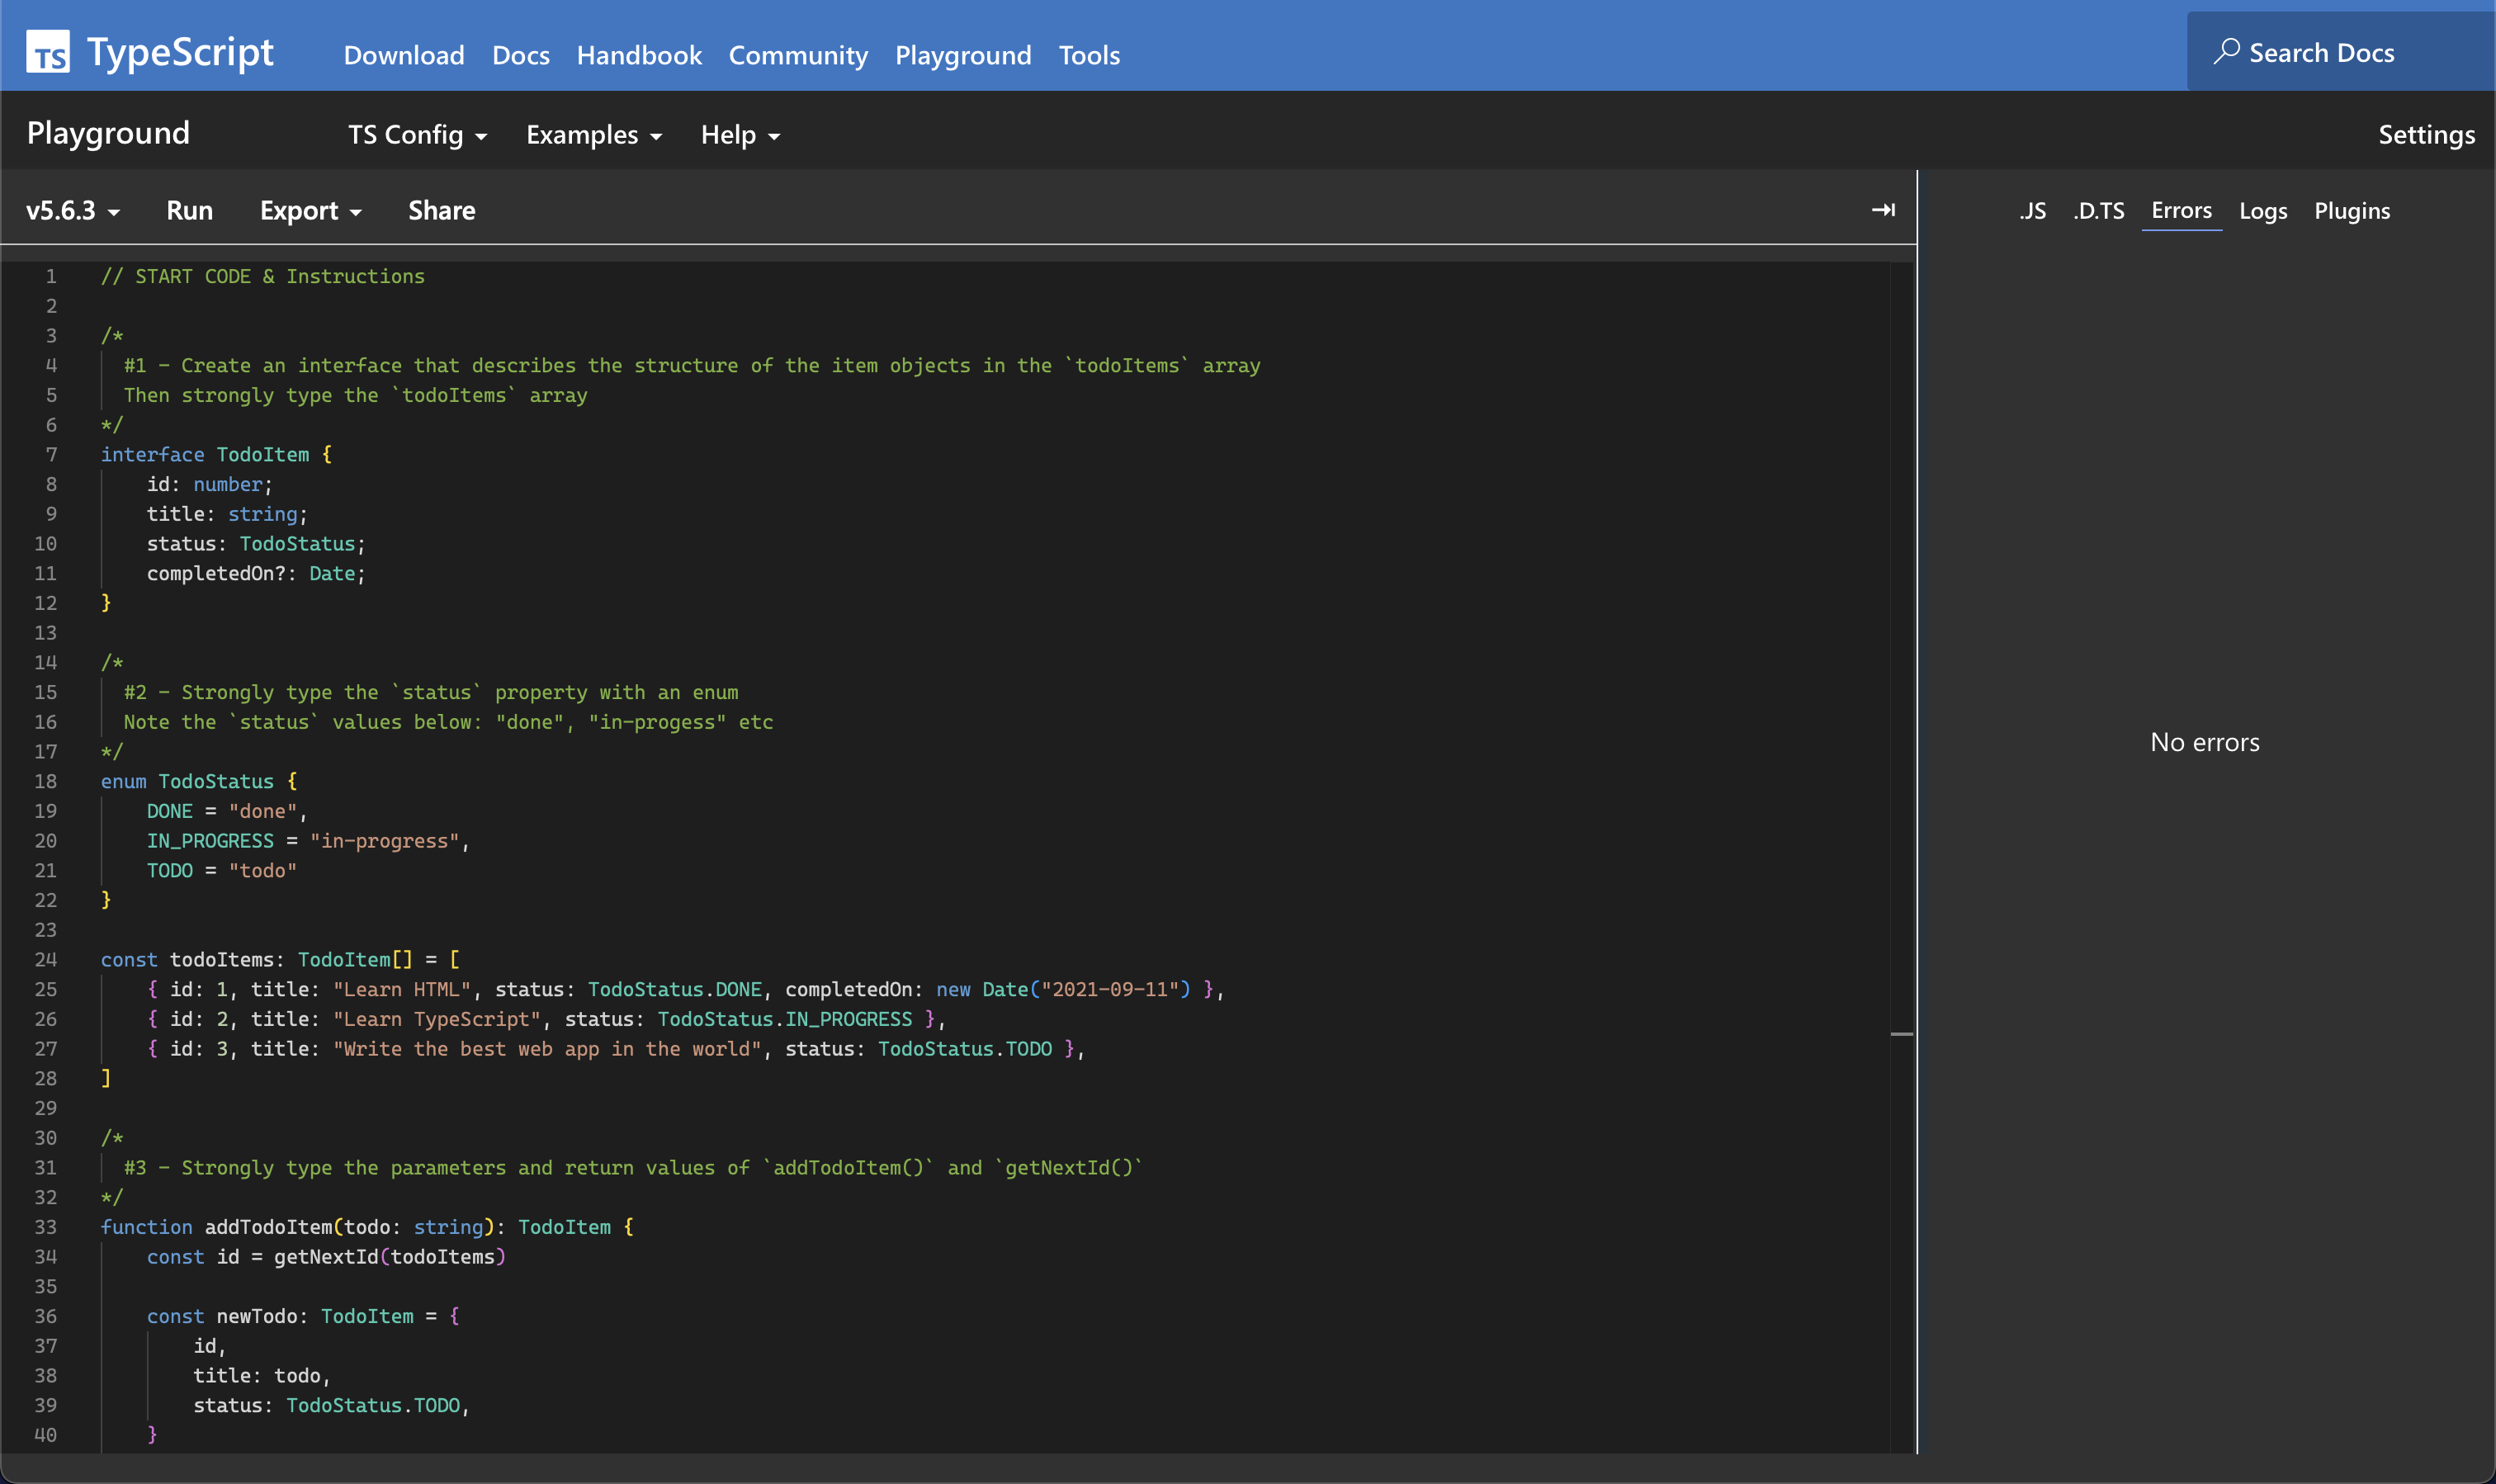 TS TypeScript Download Docs Handbook Community Playground Tools Search Docs
Playground TS Config Examples Help Settings
v5.6.3 Run Export Share .JS .D.TS Errors Logs Plugins
1 // START CODE & Instructions
2
3 /*
4 #1 - Create an interface that describes the structure of the item objects in the `todoItems` array
5 Then strongly type the `todoItems` array
6 */
7 interface TodoItem {
8 id: number;
9 title: string;
10 status: TodoStatus;
11 completedOn?: Date;
12 }
13
14 /*
15 #2 - Strongly type the `status` property with an enum
16 Note the `status` values below: "done", "in-progess" etc
17 */
18 enum TodoStatus {
19 DONE = "done",
20 IN_PROGRESS = "in-progress",
21 TODO = "todo"
22 }
23
24 const todoItems: TodoItem[] = [
25 { id: 1, title: "Learn HTML", status: TodoStatus.DONE, completedOn: new Date("2021-09-11") },
26 { id: 2, title: "Learn TypeScript", status: TodoStatus.IN_PROGRESS },
27 { id: 3, title: "Write the best web app in the world", status: TodoStatus.TODO },
28 ]
29
30 /*
31 #3 - Strongly type the parameters and return values of `addTodoItem()` and `getNextId()`
32 */
33 function addTodoItem(todo: string): TodoItem {
34 const id = getNextId(todoItems)
35
36 const newTodo: TodoItem = {
37 id,
38 title: todo,
39 status: TodoStatus.TODO,
40 }
No errors